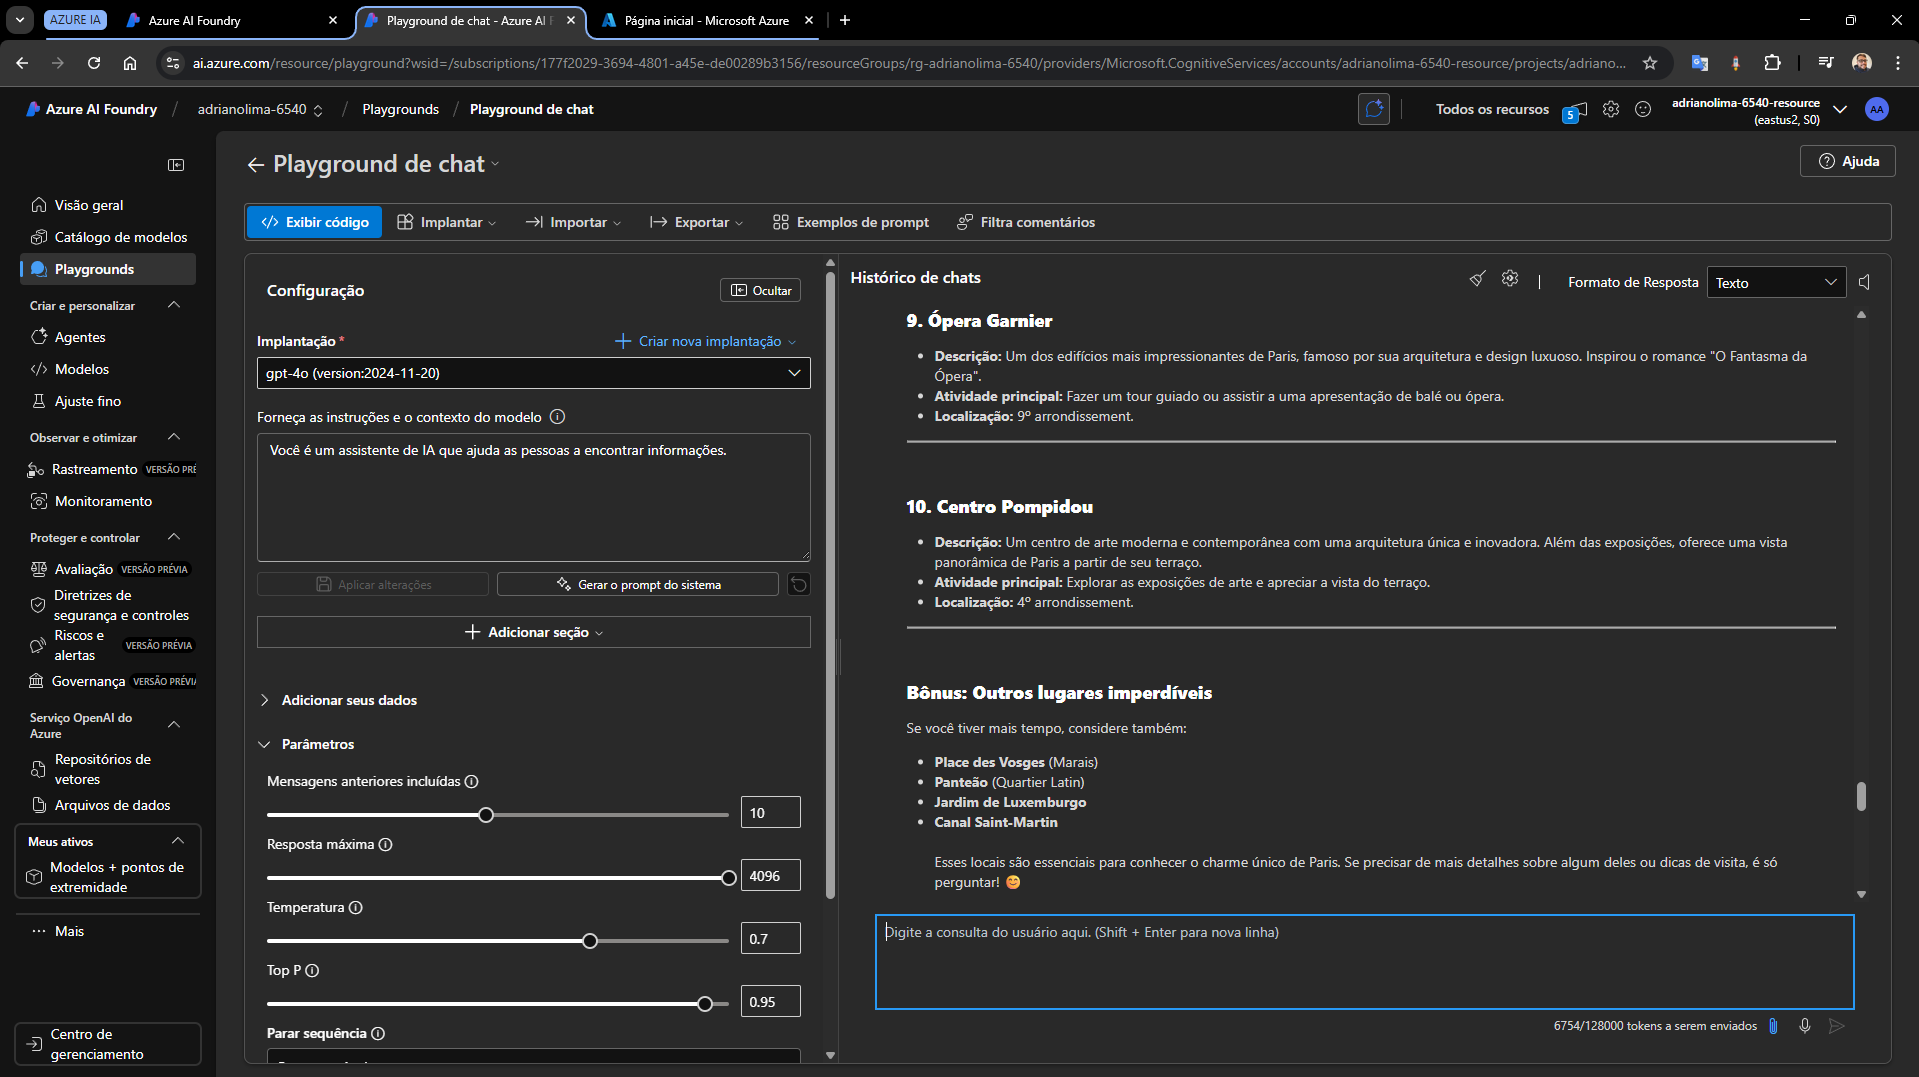 AZURE IA
Azure AI Foundry
Playground de chat - Azure AI F
Página inicial - Microsoft Azure
ai.azure.com/resource/playground?wsid=/subscriptions/177f2029-3694-4801-a45e-de00289b3156/resourceGroups/rg-adrianolima-6540/providers/Microsoft.CognitiveServices/accounts/adrianolima-6540-resource/projects/adriano...
Azure AI Foundry / adrianolima-6540 / Playgrounds / Playground de chat
Todos os recursos
5
adrianolima-6540-resource
(eastus2, S0)
AA
Playground de chat
Ajuda
Visão geral
Catálogo de modelos
Playgrounds
Criar e personalizar
Agentes
Modelos
Ajuste fino
Observar e otimizar
Rastreamento VERSÃO PRÉ
Monitoramento
Proteger e controlar
Avaliação VERSÃO PRÉVIA
Diretrizes de
segurança e controles
Riscos e
alertas VERSÃO PRÉVIA
Governança VERSÃO PRÉVIA
Serviço OpenAI do
Azure
Repositórios de
vetores
Arquivos de dados
Meus ativos
Modelos + pontos de
extremidade
Mais
Centro de
gerenciamento
Exibir código
Implantar
Importar
Exportar
Exemplos de prompt
Filtra comentários
Configuração
Ocultar
Implantação *
Criar nova implantação
gpt-4o (version:2024-11-20)
Forneça as instruções e o contexto do modelo
Você é um assistente de IA que ajuda as pessoas a encontrar informações.
Aplicar alterações
Gerar o prompt do sistema
Adicionar seção
Adicionar seus dados
Parâmetros
Mensagens anteriores incluídas
10
Resposta máxima
4096
Temperatura
0.7
Top P
0.95
Parar sequência
Histórico de chats
Formato de Resposta
Texto
9. Ópera Garnier
Descrição: Um dos edifícios mais impressionantes de Paris, famoso por sua arquitetura e design luxuoso. Inspirou o romance "O Fantasma da
Ópera".
Atividade principal: Fazer um tour guiado ou assistir a uma apresentação de balé ou ópera.
Localização: 9º arrondissement.
10. Centro Pompidou
Descrição: Um centro de arte moderna e contemporânea com uma arquitetura única e inovadora. Além das exposições, oferece uma vista
panorâmica de Paris a partir de seu terraço.
Atividade principal: Explorar as exposições de arte e apreciar a vista do terraço.
Localização: 4º arrondissement.
Bônus: Outros lugares imperdíveis
Se você tiver mais tempo, considere também:
Place des Vosges (Marais)
Panteão (Quartier Latin)
Jardim de Luxemburgo
Canal Saint-Martin
Esses locais são essenciais para conhecer o charme único de Paris. Se precisar de mais detalhes sobre algum deles ou dicas de visita, é só
perguntar! 😊
Digite a consulta do usuário aqui. (Shift + Enter para nova linha)
6754/128000 tokens a serem enviados